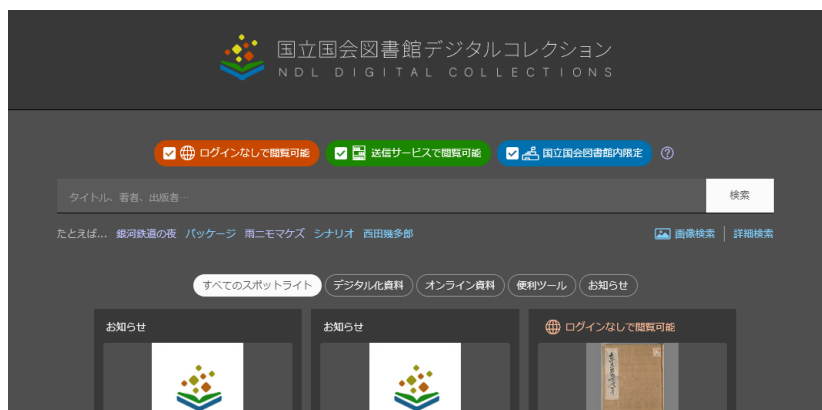 国立国会図書館デジタルコレクション
NDL DIGITAL COLLECTIONS
ログインなしで閲覧可能 送信サービスで閲覧可能 国立国会図書館内限定
タイトル、著者、出版者… 検索
たとえば... 銀河鉄道の夜 パッケージ 雨ニモマケズ シナリオ 西田幾多郎 画像検索 詳細検索
すべてのスポットライト デジタル化資料 オンライン資料 便利ツール お知らせ
お知らせ お知らせ ログインなしで閲覧可能